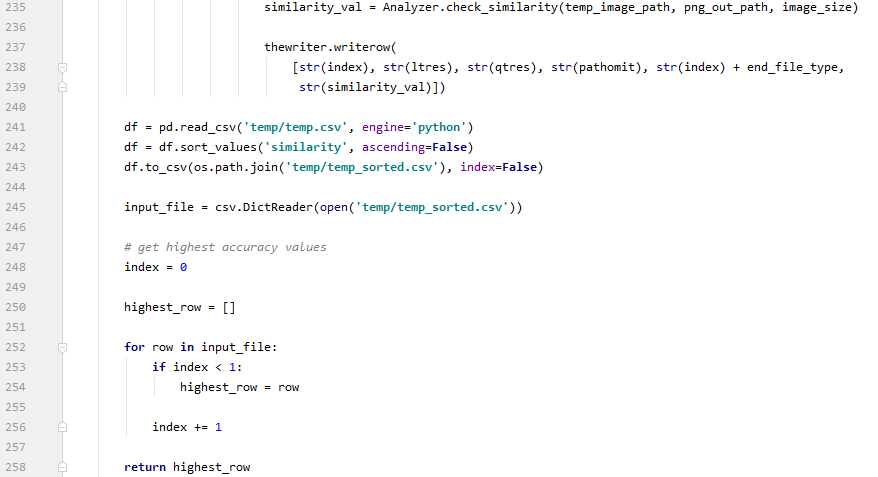 235 similarity_val = Analyzer.check_similarity(temp_image_path, png_out_path, image_size)
236
237 thewriter.writerow(
238 [str(index), str(ltres), str(qtres), str(pathomit), str(index) + end_file_type,
239 str(similarity_val)])
240
241 df = pd.read_csv('temp/temp.csv', engine='python')
242 df = df.sort_values('similarity', ascending=False)
243 df.to_csv(os.path.join('temp/temp_sorted.csv'), index=False)
244
245 input_file = csv.DictReader(open('temp/temp_sorted.csv'))
246
247 # get highest accuracy values
248 index = 0
249
250 highest_row = []
251
252 for row in input_file:
253 if index < 1:
254 highest_row = row
255
256 index += 1
257
258 return highest_row